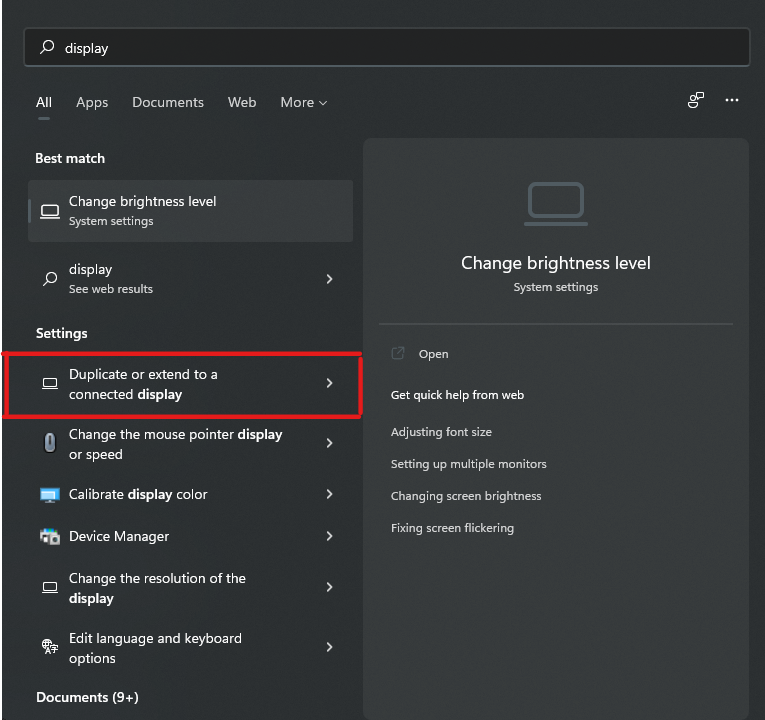 display
All
Apps
Documents
Web
More
Best match
Change brightness level
System settings
display
See web results
Settings
Duplicate or extend to a
connected display
Change the mouse pointer display
or speed
Calibrate display color
Device Manager
Change the resolution of the
display
Edit language and keyboard
options
Documents (9+)
Change brightness level
System settings
Open
Get quick help from web
Adjusting font size
Setting up multiple monitors
Changing screen brightness
Fixing screen flickering